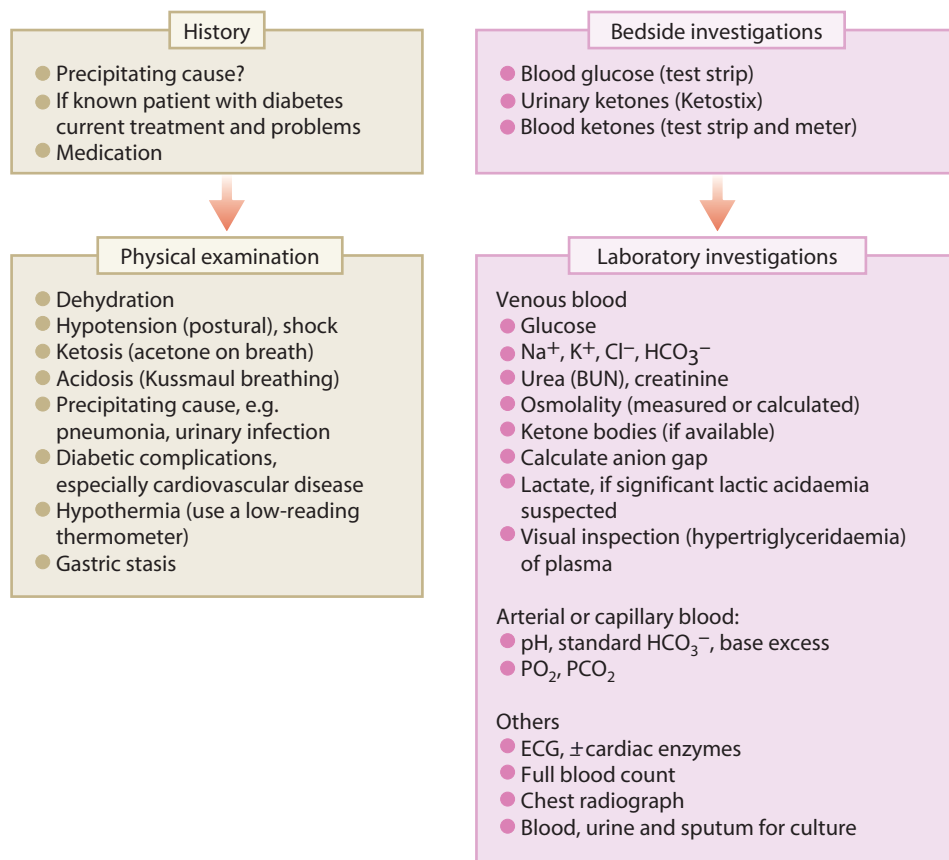 History
Precipitating cause?
If known patient with diabetes
current treatment and problems
Medication
Physical examination
Dehydration
Hypotension (postural), shock
Ketosis (acetone on breath)
Acidosis (Kussmaul breathing)
Precipitating cause, e.g.
pneumonia, urinary infection
Diabetic complications,
especially cardiovascular disease
Hypothermia (use a low-reading
thermometer)
Gastric stasis
Bedside investigations
Blood glucose (test strip)
Urinary ketones (Ketostix)
Blood ketones (test strip and meter)
Laboratory investigations
Venous blood
Glucose
Na⁺, K⁺, Cl⁻, HCO₃⁻
Urea (BUN), creatinine
Osmolality (measured or calculated)
Ketone bodies (if available)
Calculate anion gap
Lactate, if significant lactic acidaemia
suspected
Visual inspection (hypertriglyceridaemia)
of plasma
Arterial or capillary blood:
pH, standard HCO₃⁻, base excess
PO₂, PCO₂
Others
ECG, ±cardiac enzymes
Full blood count
Chest radiograph
Blood, urine and sputum for culture